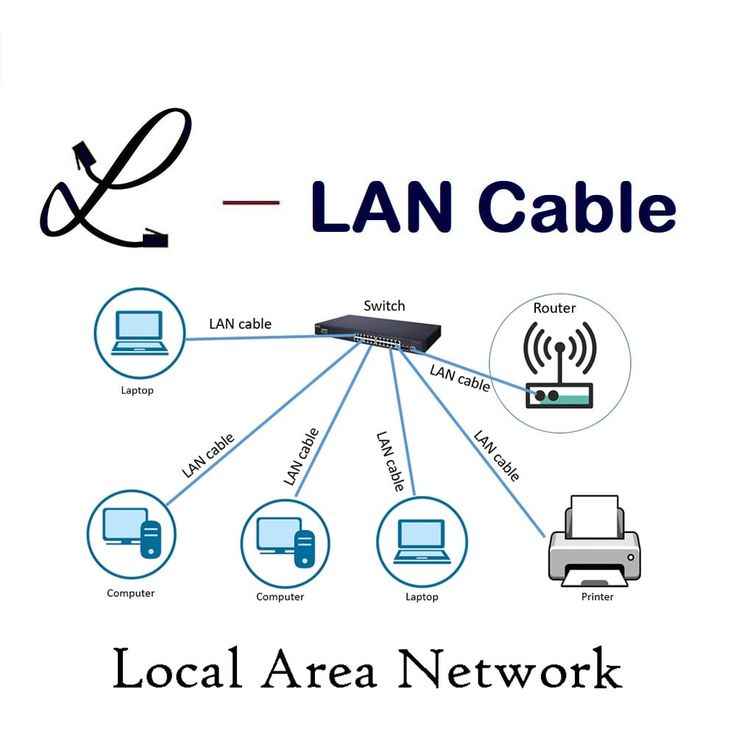 L – LAN Cable
Switch
Router
LAN cable
LAN cable
Laptop
LAN cable
LAN cable
LAN cable
LAN cable
Computer
Computer
Laptop
Printer
Local Area Network